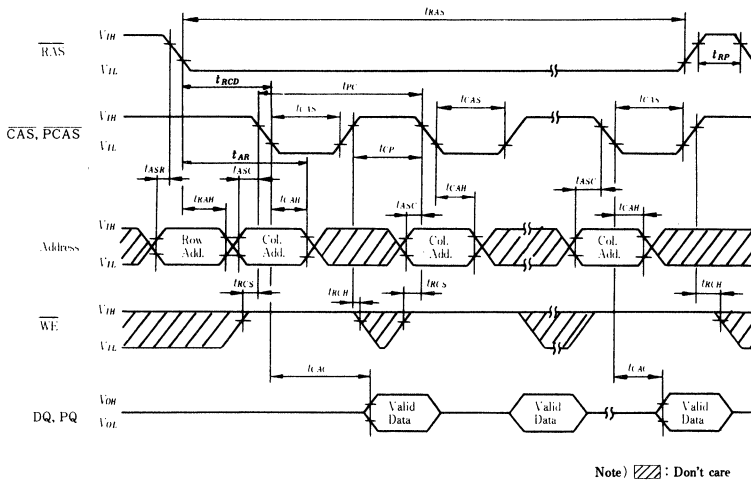 tRAS
VIH
RAS
VIL
tRP
tRCD
tPC
tCAS
tCAS
tCAS
VIH
CAS, PCAS
VIL
tCP
tAR
tASR
tRAH
tASC
tCAH
tASC
tCAH
tASC
tCAH
VIH
Address
VIL
Row Add.
Col. Add.
Col. Add.
Col. Add.
tRCS
tRCH
tRCS
tRCH
VIH
WE
VIL
tCAC
tCAC
VOH
DQ, PQ
VOL
Valid Data
Valid Data
Valid Data
Note) : Don't care